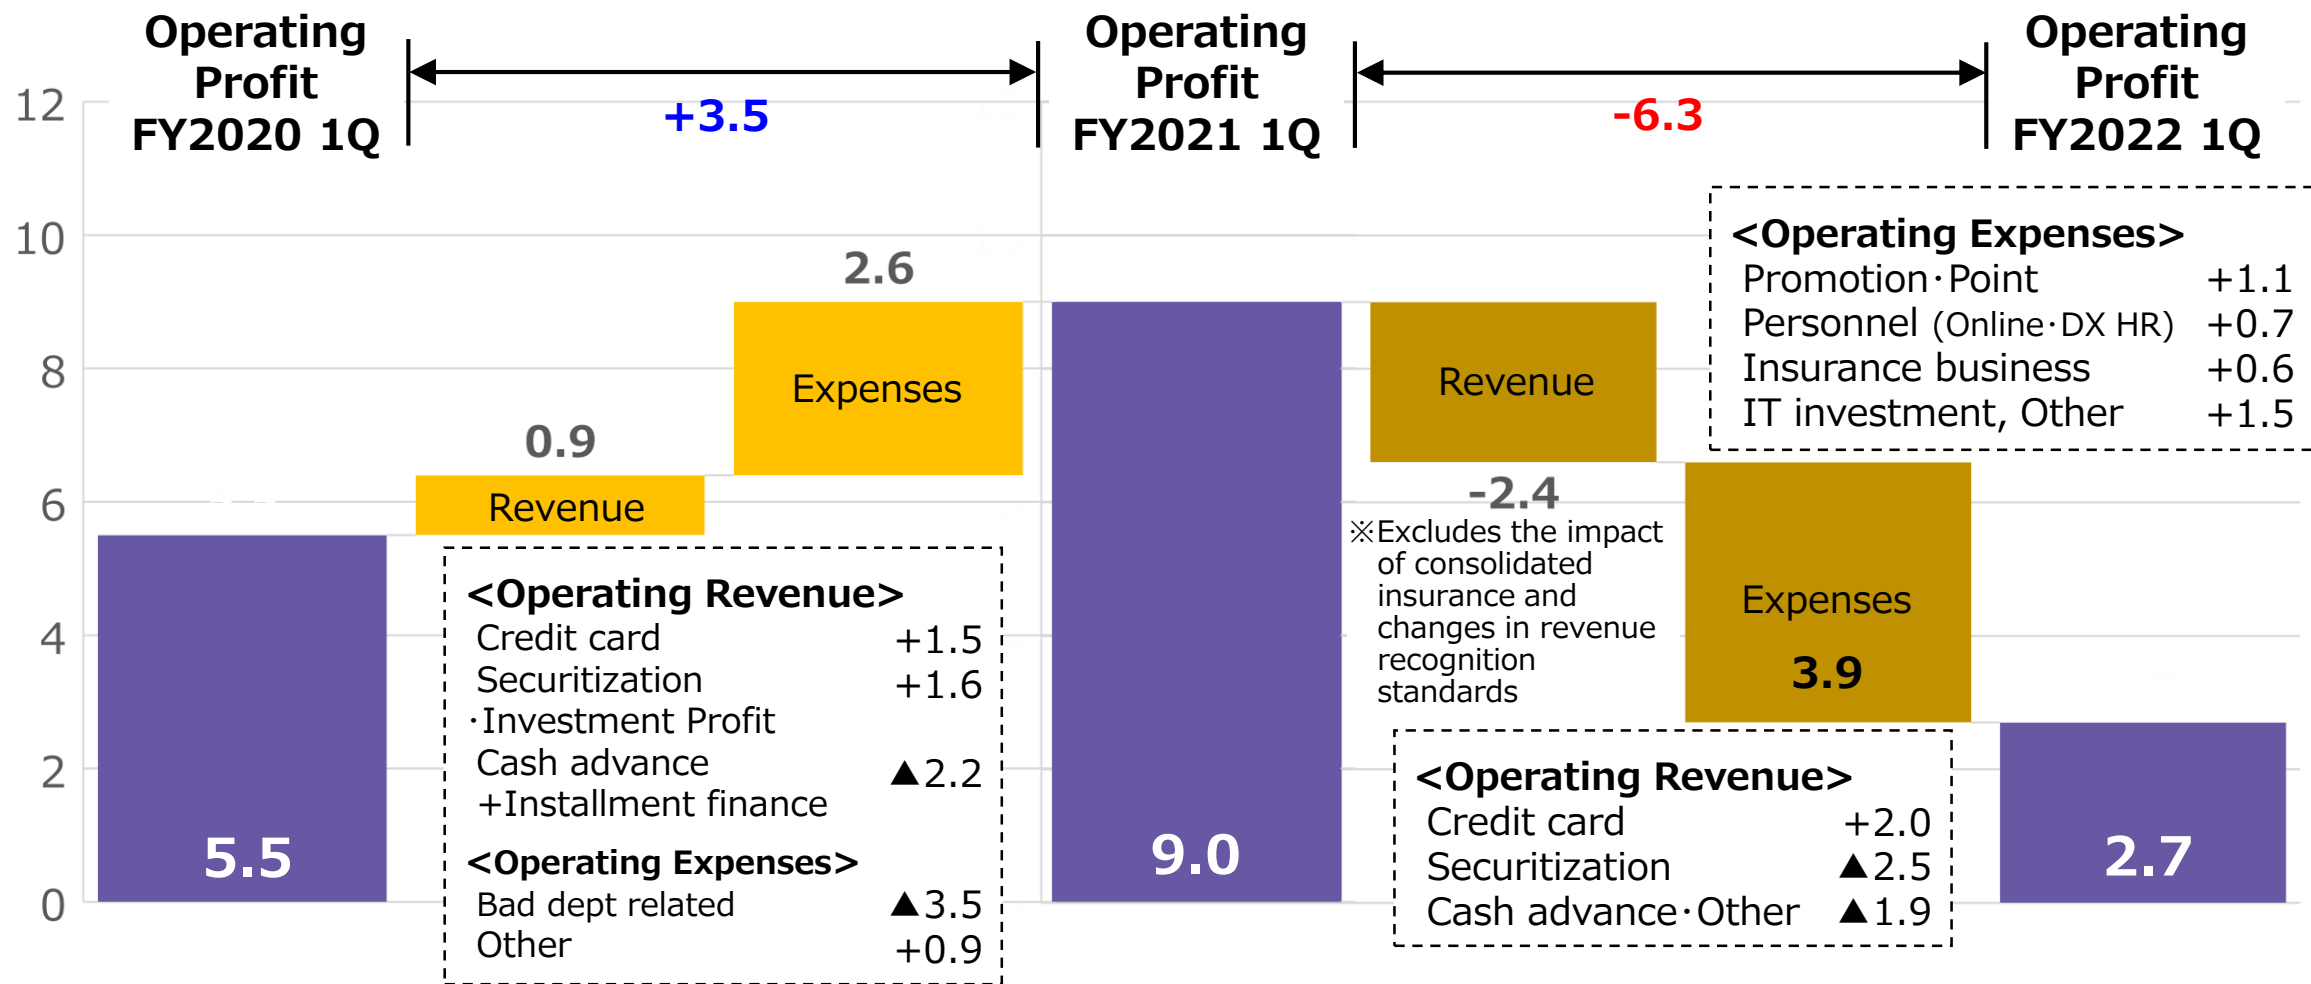 Operating
Profit
FY2020 1Q
+3.5
Operating
Profit
FY2021 1Q
-6.3
Operating
Profit
FY2022 1Q
12
10
8
6
4
2
0
5.5
0.9
Revenue
2.6
Expenses
<Operating Revenue>
Credit card +1.5
Securitization +1.6
・Investment Profit
Cash advance ▲2.2
+Installment finance
<Operating Expenses>
Bad dept related ▲3.5
Other +0.9
9.0
Revenue
-2.4
※Excludes the impact
of consolidated
insurance and
changes in revenue
recognition
standards
Expenses
3.9
<Operating Expenses>
Promotion・Point +1.1
Personnel (Online・DX HR) +0.7
Insurance business +0.6
IT investment, Other +1.5
<Operating Revenue>
Credit card +2.0
Securitization ▲2.5
Cash advance・Other ▲1.9
2.7